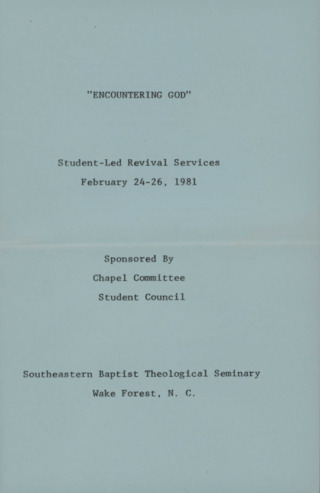 "ENCOUNTERING GOD"
Student-Led Revival Services
February 24-26, 1981
Sponsored By
Chapel Committee
Student Council
Southeastern Baptist Theological Seminary
Wake Forest, N. C.